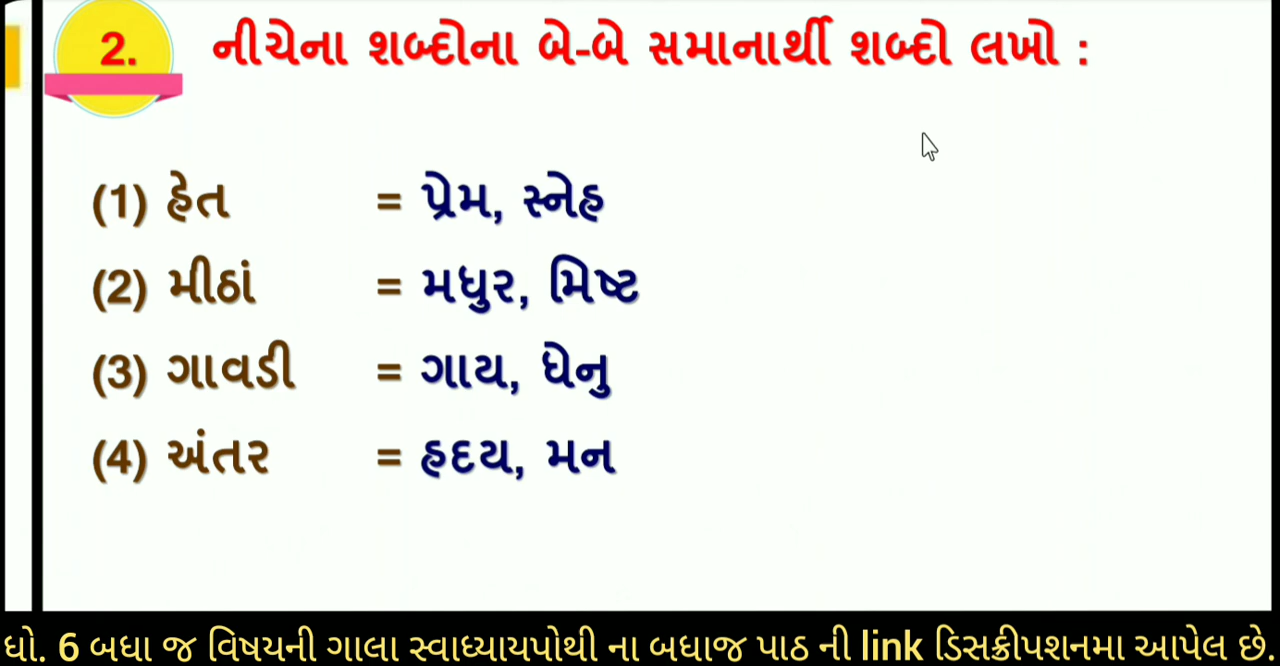 2. નીચેના શબ્દોના બે-બે સમાનાર્થી શબ્દો લખો :
(1) હેત = પ્રેમ, સ્નેહ
(2) મીઠાં = મધુર, મિષ્ટ
(3) ગાવડી = ગાય, ધેનુ
(4) અંતર = હદય, મન
ધો. 6 બધા જ વિષયની ગાલા સ્વાધ્યાયપોથી ના બધાજ પાઠ ની link ડિસક્રીપશનમા આપેલ છે.